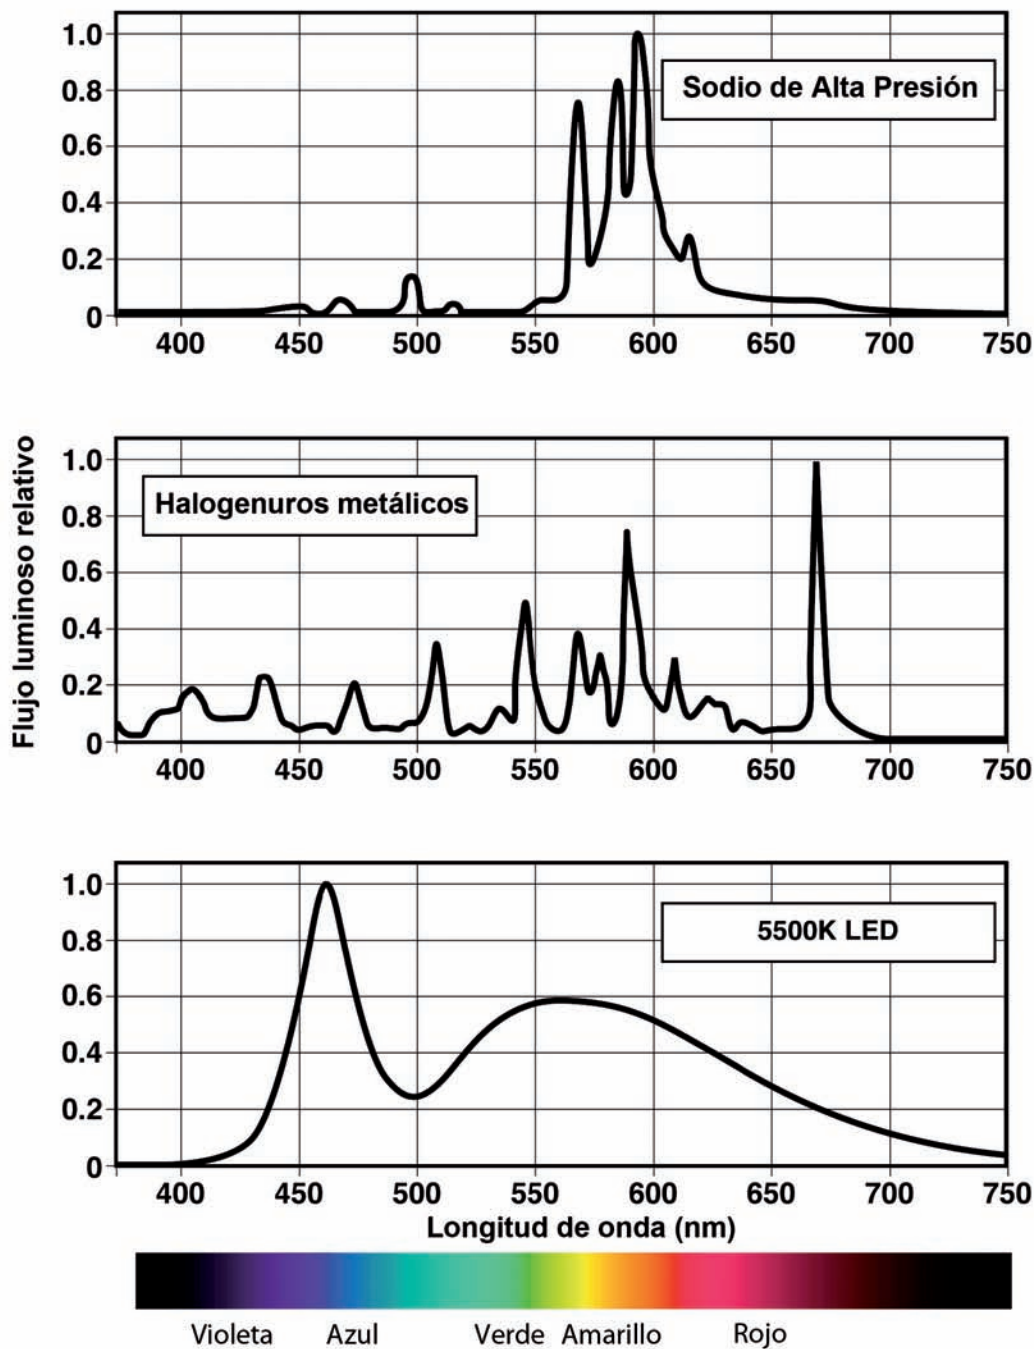 1.0
0.8
0.6
0.4
0.2
0
Sodio de Alta Presión
400 450 500 550 600 650 700 750
Flujo luminoso relativo
1.0
0.8
0.6
0.4
0.2
0
Halogenuros metálicos
400 450 500 550 600 650 700 750
1.0
0.8
0.6
0.4
0.2
0
5500K LED
400 450 500 550 600 650 700 750
Longitud de onda (nm)
Violeta Azul Verde Amarillo Rojo